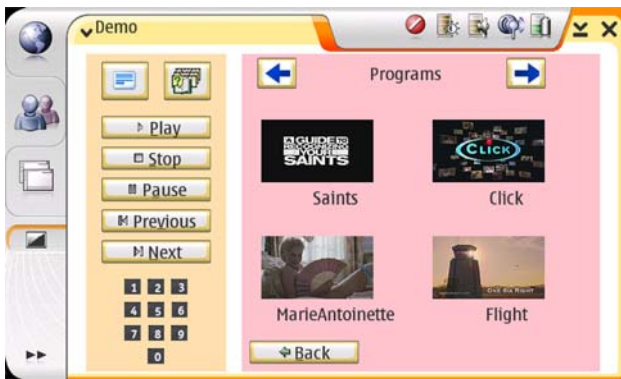 Demo
Play
Stop
Pause
Previous
Next
1 2 3
4 5 6
7 8 9
0
Programs
A GUIDE TO
RECOGNIZING
YOUR
SAINTS
CLICK
Saints
Click
MarieAntoinette
Flight
Back